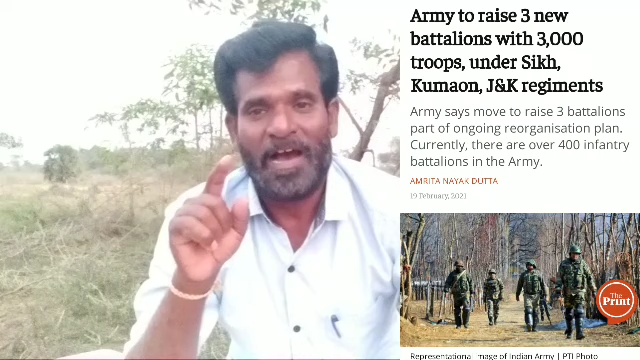 Army to raise 3 new
battalions with 3,000
troops, under Sikh,
Kumaon, J&K regiments
Army says move to raise 3 battalions
part of ongoing reorganisation plan.
Currently, there are over 400 infantry
battalions in the Army.
AMRITA NAYAK DUTTA
19 February, 2021
The
Print
Representational image of Indian Army | PTI Photo